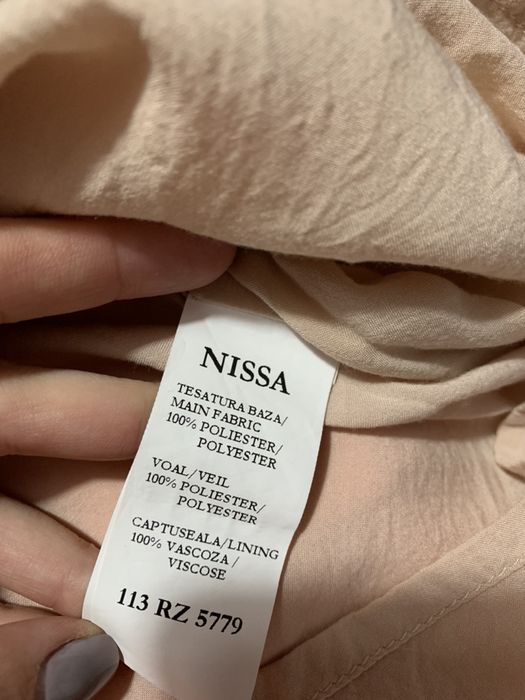 NISSA
TESATURA BAZA/
MAIN FABRIC
100% POLIESTER/
POLYESTER
VOAL/VEIL
100% POLIESTER/
POLYESTER
CAPTUSEALA/LINING
100% VASCOZA /
VISCOSE
113 RZ 5779